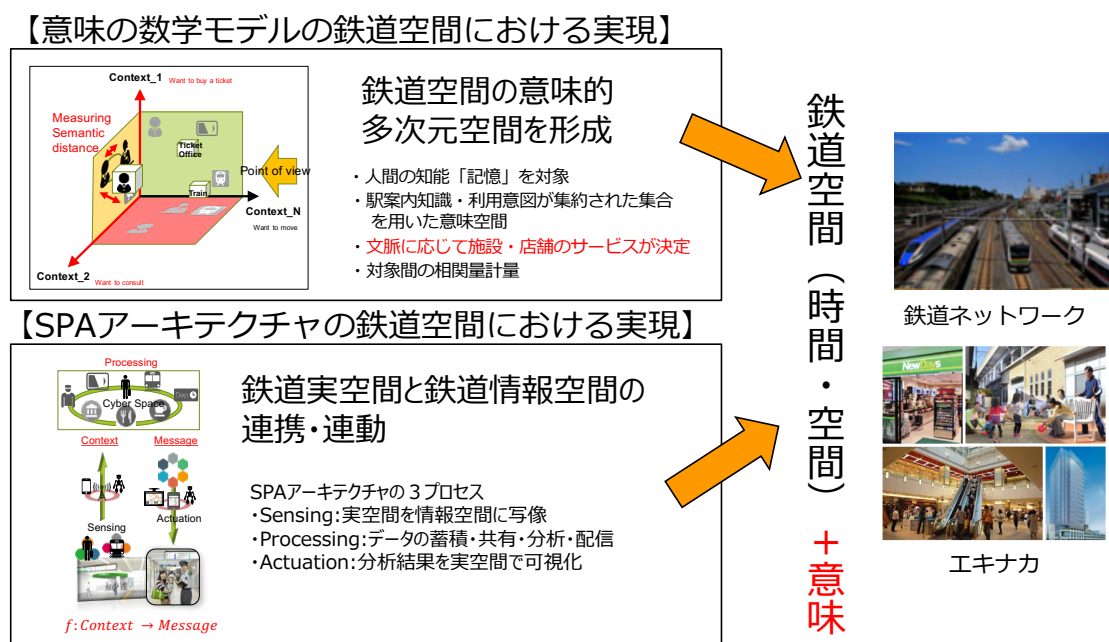 【意味の数学モデルの鉄道空間における実現】
Context_1 Want to buy a ticket
Measuring
Semantic
distance
Ticket
Office
Train
Point of view
Context_N
Want to move
Context_2 Want to consult
鉄道空間の意味的
多次元空間を形成
・人間の知能「記憶」を対象
・駅案内知識・利用意図が集約された集合
を用いた意味空間
・文脈に応じて施設・店舗のサービスが決定
・対象間の相関量計量
【SPAアーキテクチャの鉄道空間における実現】
Processing
Cyber Space
Context
Message
Sensing
Actuation
f: Context → Message
鉄道実空間と鉄道情報空間の
連携・連動
SPAアーキテクチャの３プロセス
・Sensing:実空間を情報空間に写像
・Processing:データの蓄積・共有・分析・配信
・Actuation:分析結果を実空間で可視化
鉄道空間（時間・空間）＋意味
鉄道ネットワーク
NewDays
エキナカ